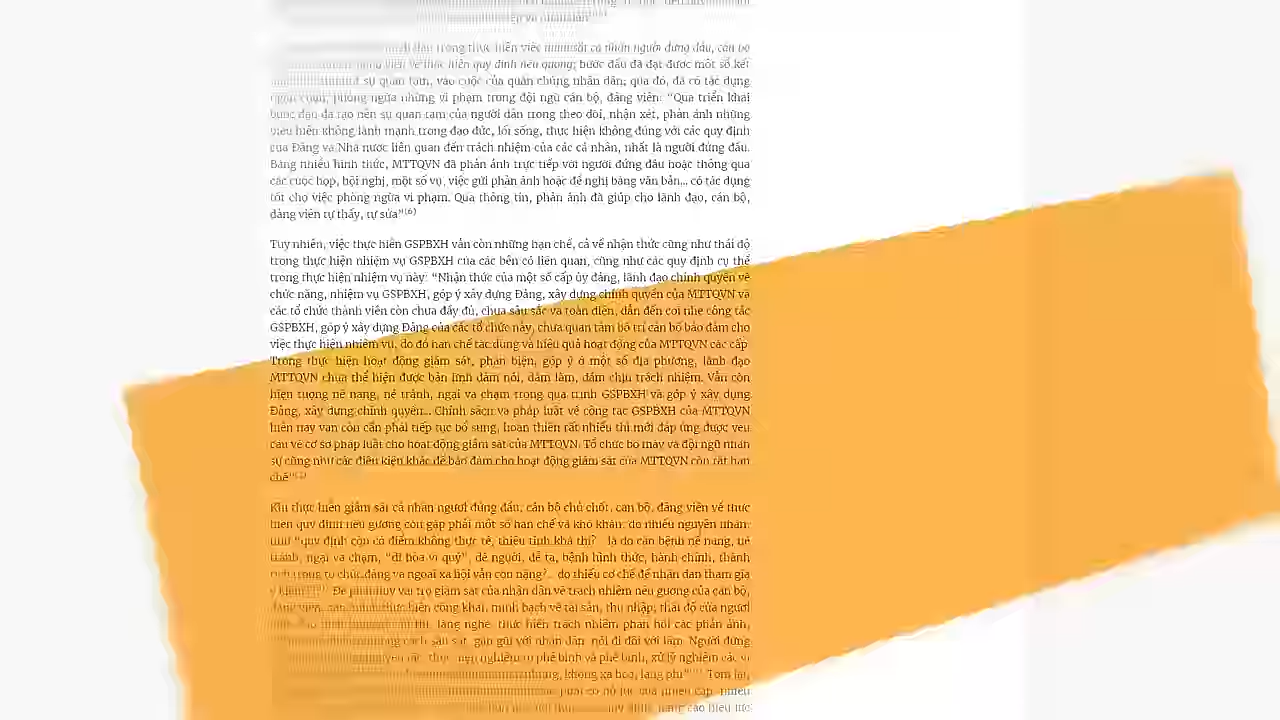 trong thực hiện việc giám sát cá nhân người đứng đầu, cán bộ
về thực hiện quy định nêu gương; bước đầu đã đạt được một số kết
sự quan tâm, vào cuộc của quần chúng nhân dân; qua đó, đã có tác dụng
phòng ngừa những vi phạm trong đội ngũ cán bộ, đảng viên: “Qua triển khai
bước đầu đã tạo nên sự quan tâm của người dân trong theo dõi, nhận xét, phản ánh những
biểu hiện không lành mạnh trong đạo đức, lối sống, thực hiện không đúng với các quy định
của Đảng và Nhà nước liên quan đến trách nhiệm của các cá nhân, nhất là người đứng đầu.
Bằng nhiều hình thức, MTTQVN đã phản ánh trực tiếp với người đứng đầu hoặc thông qua
các cuộc họp, hội nghị, một số vụ, việc gửi phản ánh hoặc đề nghị bằng văn bản... có tác dụng
tốt cho việc phòng ngừa vi phạm. Qua thông tin, phản ánh đã giúp cho lãnh đạo, cán bộ,
đảng viên tự thấy, tự sửa”(6)
Tuy nhiên, việc thực hiện GSPBXH vẫn còn những hạn chế, cả về nhận thức cũng như thái độ
trong thực hiện nhiệm vụ GSPBXH của các bên có liên quan, cũng như các quy định cụ thể
trong thực hiện nhiệm vụ này: “Nhận thức của một số cấp ủy đảng, lãnh đạo chính quyền về
chức năng, nhiệm vụ GSPBXH, góp ý xây dựng Đảng, xây dựng chính quyền của MTTQVN và
các tổ chức thành viên còn chưa đầy đủ, chưa sâu sắc và toàn diện, dẫn đến coi nhẹ công tác
GSPBXH, góp ý xây dựng Đảng của các tổ chức này, chưa quan tâm bố trí cán bộ bảo đảm cho
việc thực hiện nhiệm vụ, do đó hạn chế tác dụng và hiệu quả hoạt động của MTTQVN các cấp.
Trong thực hiện hoạt động giám sát, phản biện, góp ý ở một số địa phương, lãnh đạo
MTTQVN chưa thể hiện được bản lĩnh dám nói, dám làm, dám chịu trách nhiệm. Vẫn còn
hiện tượng nể nang, né tránh, ngại va chạm trong quá trình GSPBXH và góp ý xây dựng
Đảng, xây dựng chính quyền... Chính sách và pháp luật về công tác GSPBXH của MTTQVN
hiện nay vẫn còn cần phải tiếp tục bổ sung, hoàn thiện rất nhiều thì mới đáp ứng được yêu
cầu về cơ sở pháp luật cho hoạt động giám sát của MTTQVN. Tổ chức bộ máy và đội ngũ nhân
sự cũng như các điều kiện khác để bảo đảm cho hoạt động giám sát của MTTQVN còn rất hạn
chế”
Khi thực hiện giám sát cá nhân người đứng đầu, cán bộ chủ chốt, cán bộ, đảng viên về thực
hiện quy định nêu gương còn gặp phải một số hạn chế và khó khăn; do nhiều nguyên nhân:
như “quy định còn có điểm không thực tế, thiếu tính khả thi? là do căn bệnh nể nang, né
tránh, ngại va chạm, “dĩ hòa vi quý”, dễ người, dễ ta, bệnh hình thức, hành chính, thành
trong tổ chức đảng và ngoài xã hội vẫn còn nặng?... do thiếu cơ chế để nhân dân tham gia
Để phát huy vai trò giám sát của nhân dân về trách nhiệm nêu gương của cán bộ,
đảng viên, thực hiện công khai, minh bạch về tài sản, thu nhập; thái độ của người
thị, lắng nghe, thực hiện trách nhiệm phản hồi các phản ánh,
cách sâu sát, gần gũi với nhân dân, nói đi đôi với làm. Người đứng
thực hiện nghiêm tự phê bình và phê bình, xử lý nghiêm các vi
không xa hoa, lãng phí” Tóm lại,
phải có nỗ lực của nhiều cấp, nhiều
nâng cao hiệu lực